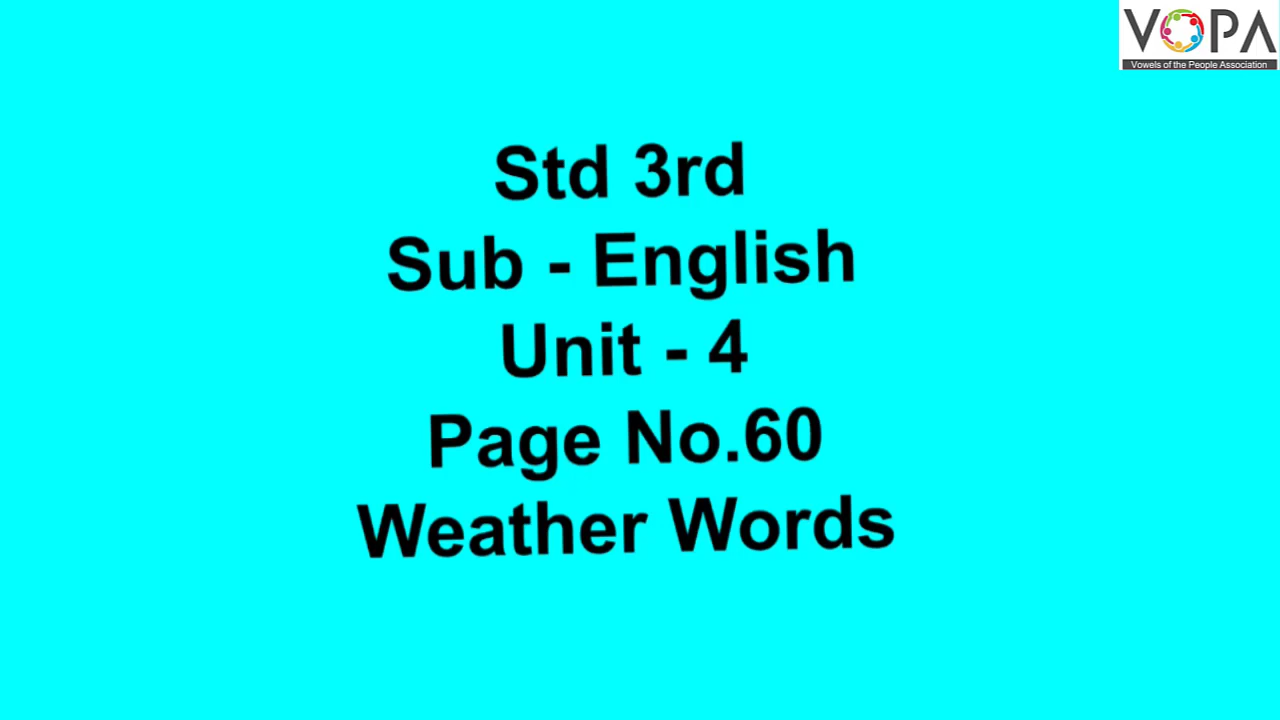 VOPA
Vowels of the People Association
Std 3rd
Sub - English
Unit - 4
Page No.60
Weather Words